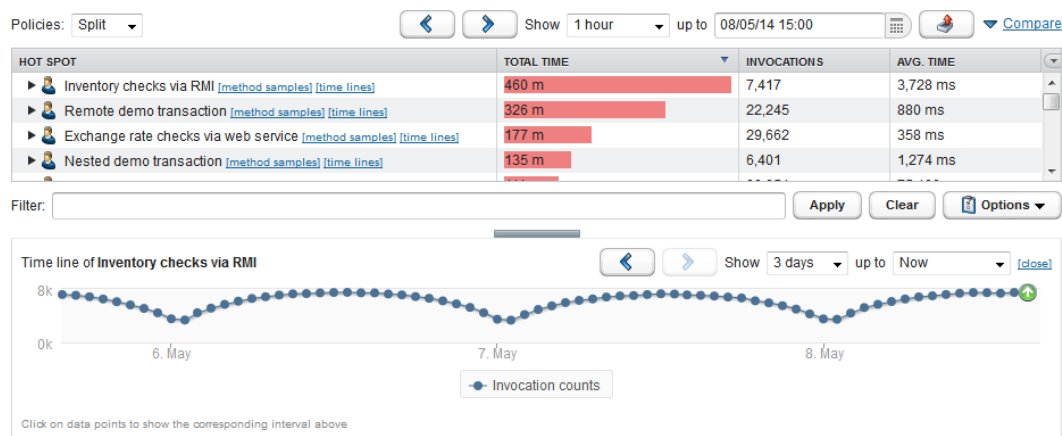 Policies: Split Show 1 hour up to 08/05/14 15:00 Compare
HOT SPOT TOTAL TIME INVOCATIONS AVG. TIME
Inventory checks via RMI [method samples] [time lines] 460 m 7,417 3,728 ms
Remote demo transaction [method samples] [time lines] 326 m 22,245 880 ms
Exchange rate checks via web service [method samples] [time lines] 177 m 29,662 358 ms
Nested demo transaction [method samples] [time lines] 135 m 6,401 1,274 ms
Filter: Apply Clear Options
Time line of Inventory checks via RMI Show 3 days up to Now [close]
8k
0k
6. May 7. May 8. May
Invocation counts
Click on data points to show the corresponding interval above